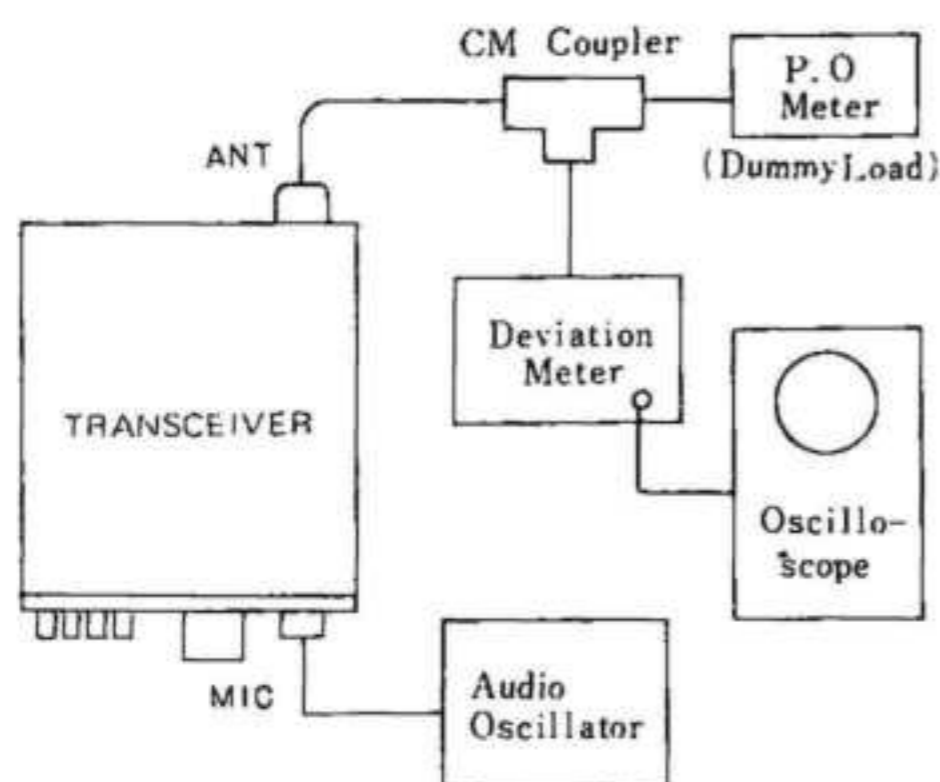 CM Coupler
P.O
Meter
(Dummy Load)
ANT
Deviation
Meter
TRANSCEIVER
Oscillo-
scope
MIC
Audio
Oscillator